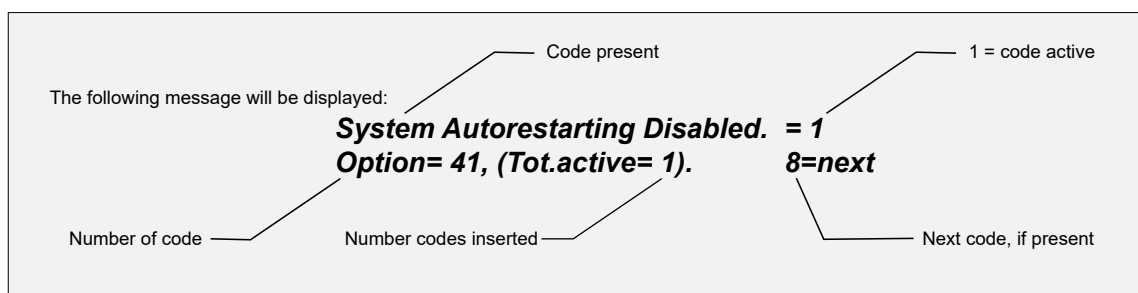 Code present
1 = code active
The following message will be displayed:
System Autorestarting Disabled. = 1
Option= 41, (Tot.active= 1). 8=next
Number of code
Number codes inserted
Next code, if present